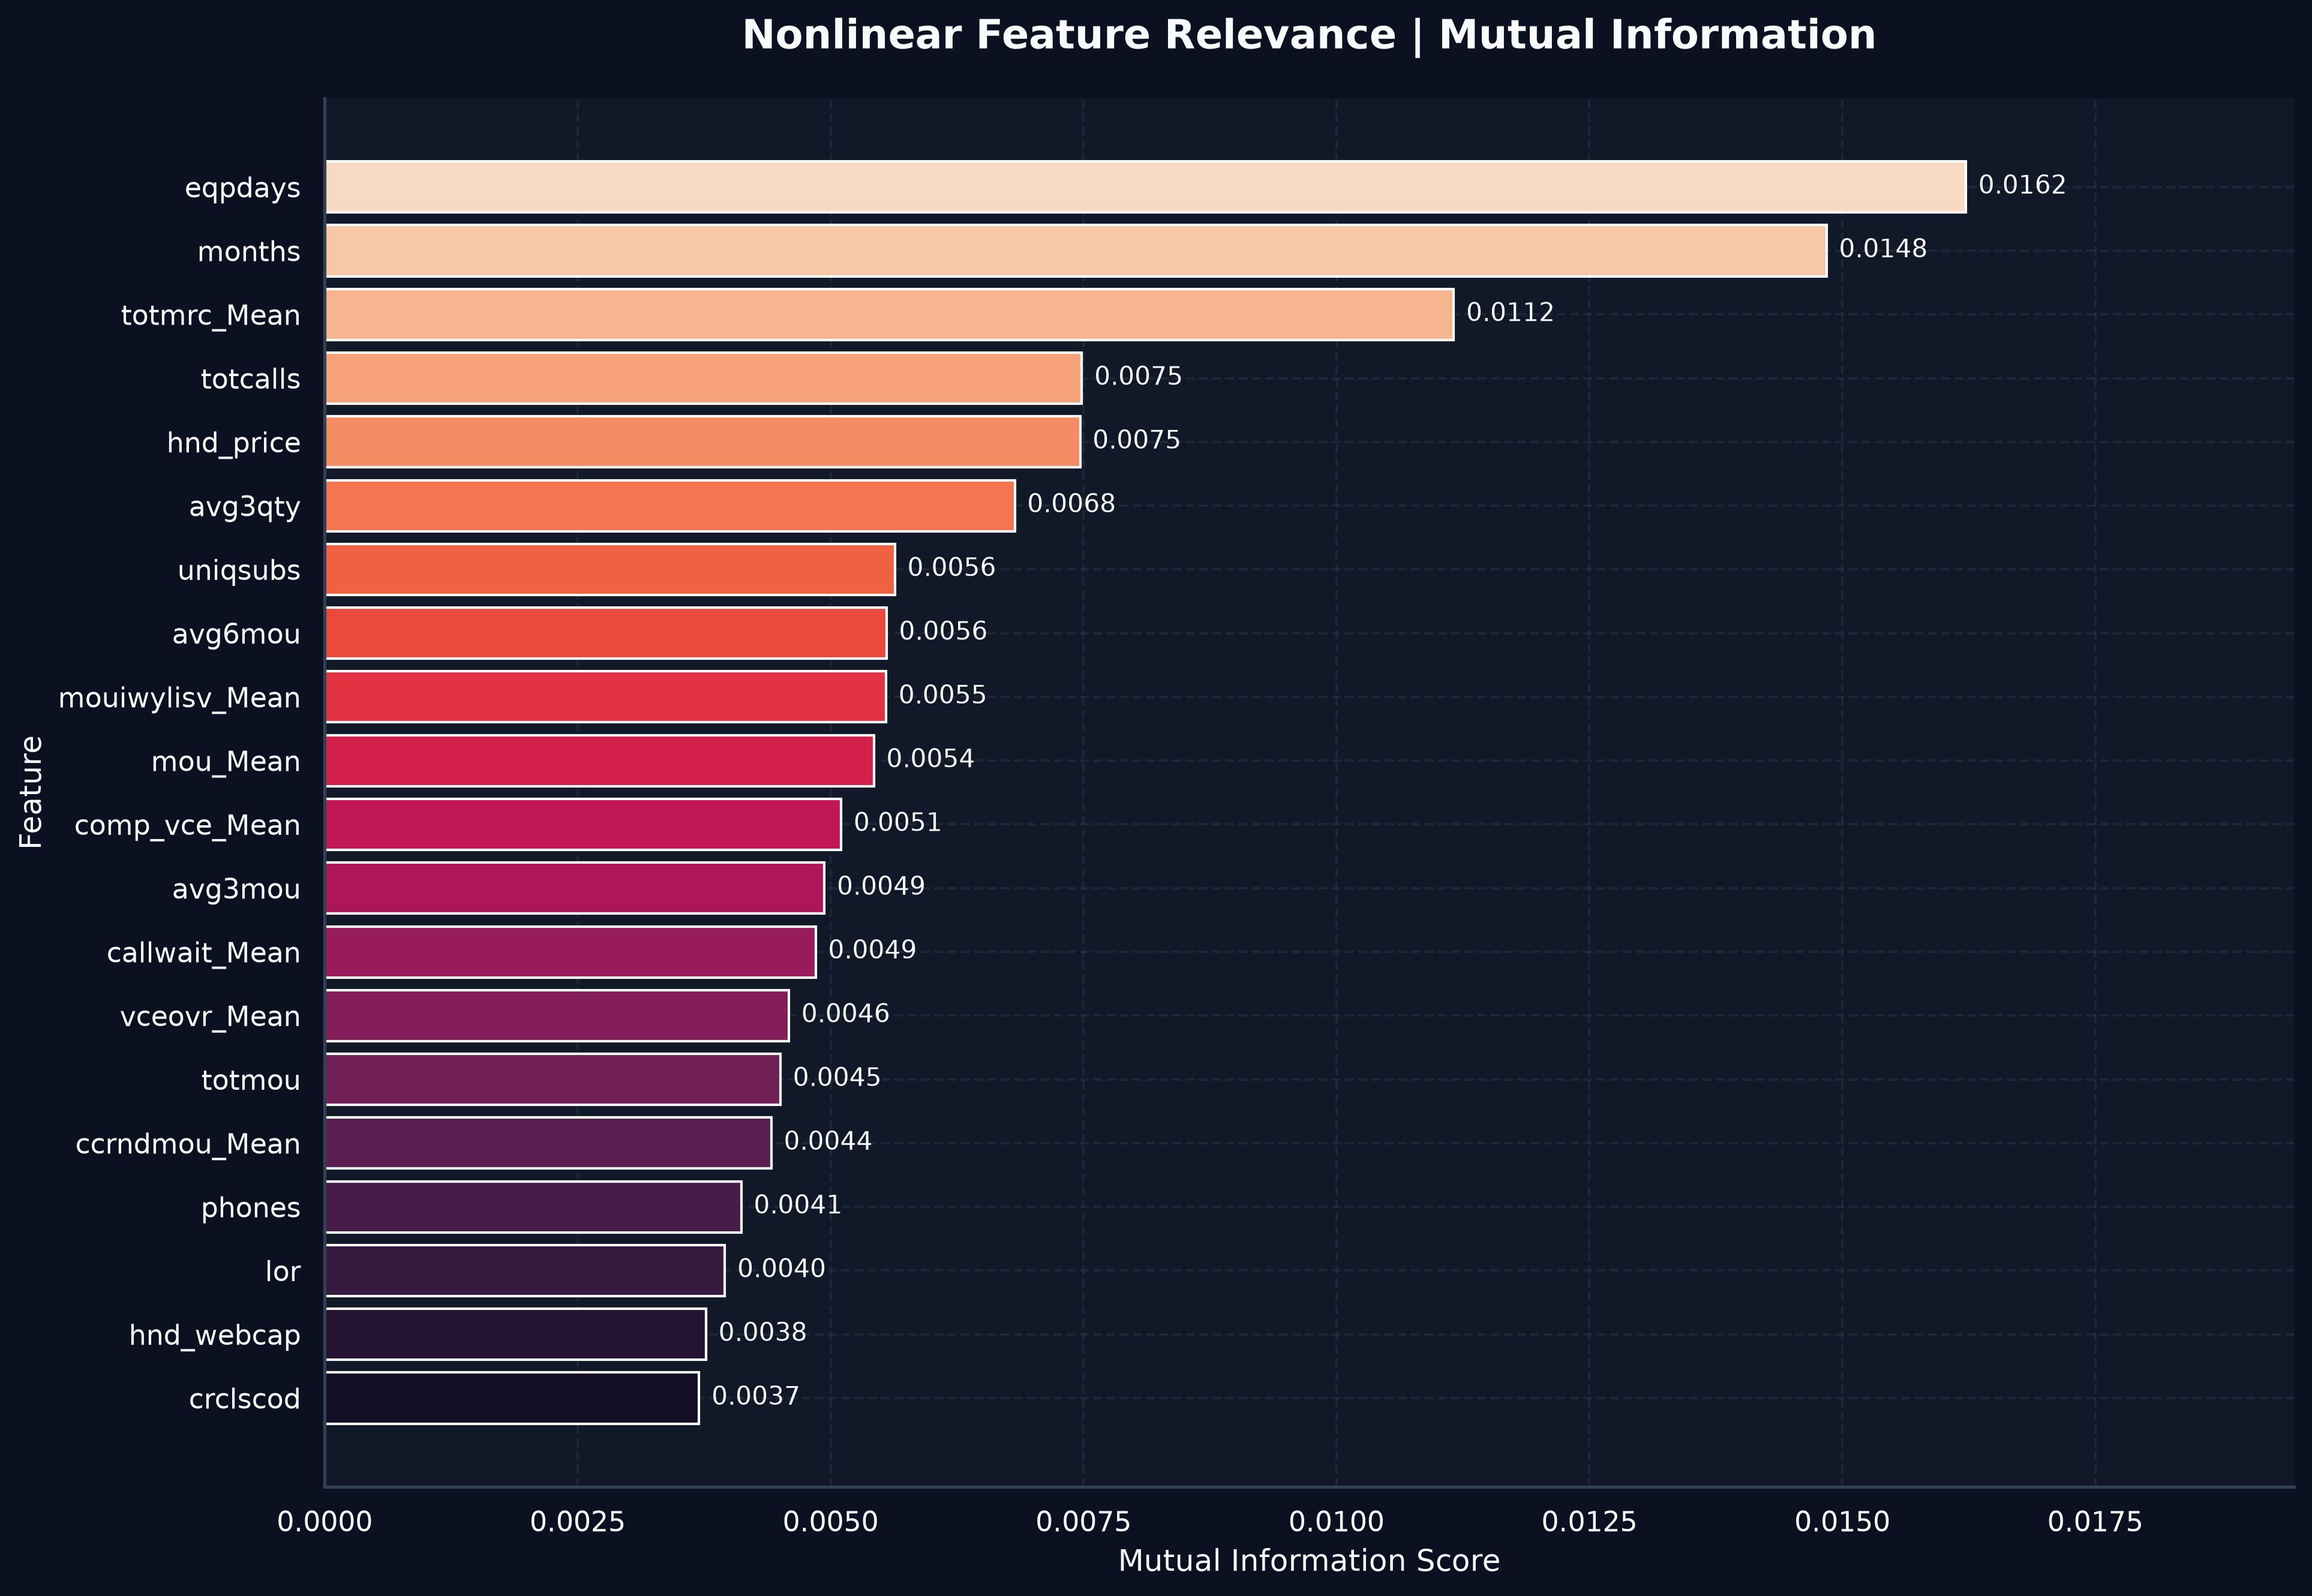 Nonlinear Feature Relevance | Mutual Information
eqpdays 0.0162
months 0.0148
totmrc_Mean 0.0112
totcalls 0.0075
hnd_price 0.0075
avg3qty 0.0068
uniqsubs 0.0056
avg6mou 0.0056
mouiwylisv_Mean 0.0055
mou_Mean 0.0054
comp_vce_Mean 0.0051
avg3mou 0.0049
callwait_Mean 0.0049
vceovr_Mean 0.0046
totmou 0.0045
ccrndmou_Mean 0.0044
phones 0.0041
lor 0.0040
hnd_webcap 0.0038
crclscod 0.0037
Feature
0.0000 0.0025 0.0050 0.0075 0.0100 0.0125 0.0150 0.0175
Mutual Information Score